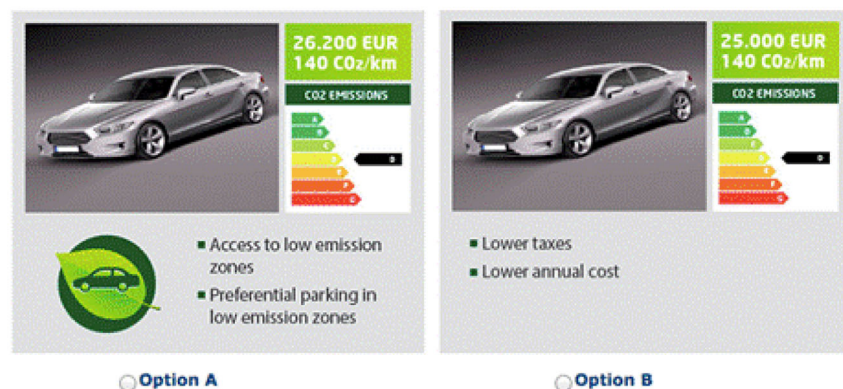 26.200 EUR
140 CO2/km
CO2 EMISSIONS
A
B
C
D
D
E
F
G
Access to low emission
zones
Preferential parking in
low emission zones
Option A
25.000 EUR
140 CO2/km
CO2 EMISSIONS
A
B
C
D
D
E
F
G
Lower taxes
Lower annual cost
Option B